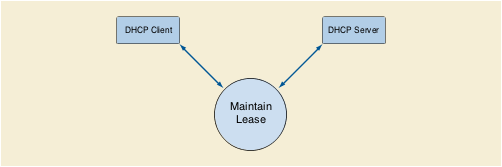 DHCP Client
DHCP Server
Maintain
Lease